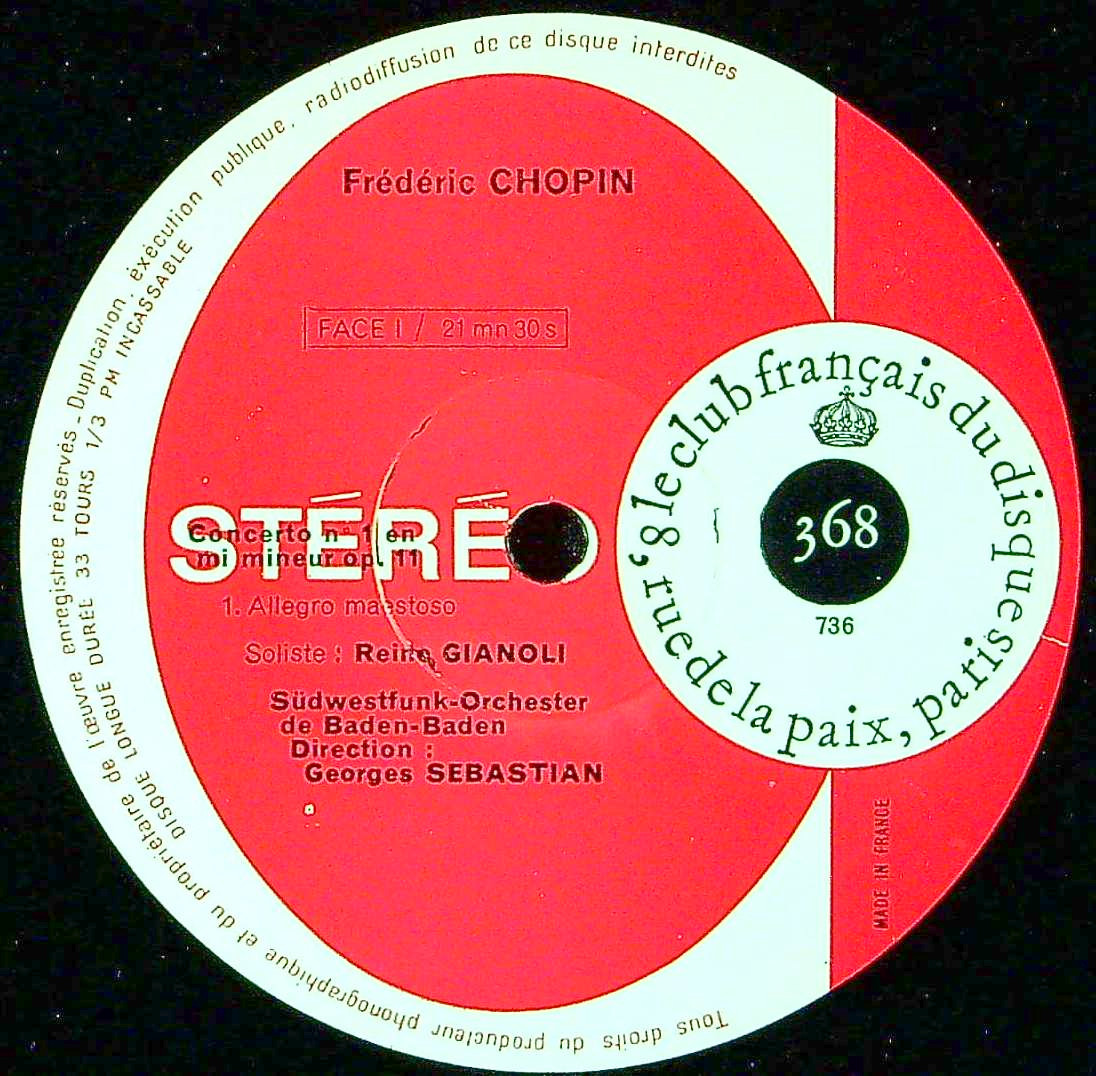 Tous droits du producteur phonographique et du propriétaire de l'œuvre enregistrée réservés - Duplication, exécution publique, radiodiffusion de ce disque interdites
DISQUE LONGUE DURÉE 33 TOURS 1/3 PM INCASSABLE
Frédéric CHOPIN
FACE I / 21 mn 30 s
STÉRÉO
Concerto n° 1 en
mi mineur op. 11
1. Allegro maestoso
Soliste : Reine GIANOLI
Südwestfunk-Orchester
de Baden-Baden
Direction :
Georges SEBASTIAN
le club français du disque
8, rue de la paix, paris
368
736
MADE IN FRANCE